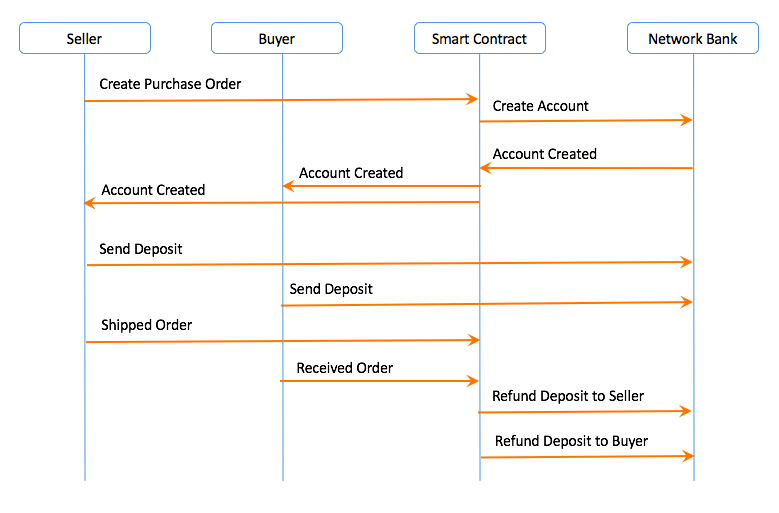 Seller
Buyer
Smart Contract
Network Bank
Create Purchase Order
Create Account
Account Created
Account Created
Account Created
Send Deposit
Send Deposit
Shipped Order
Received Order
Refund Deposit to Seller
Refund Deposit to Buyer